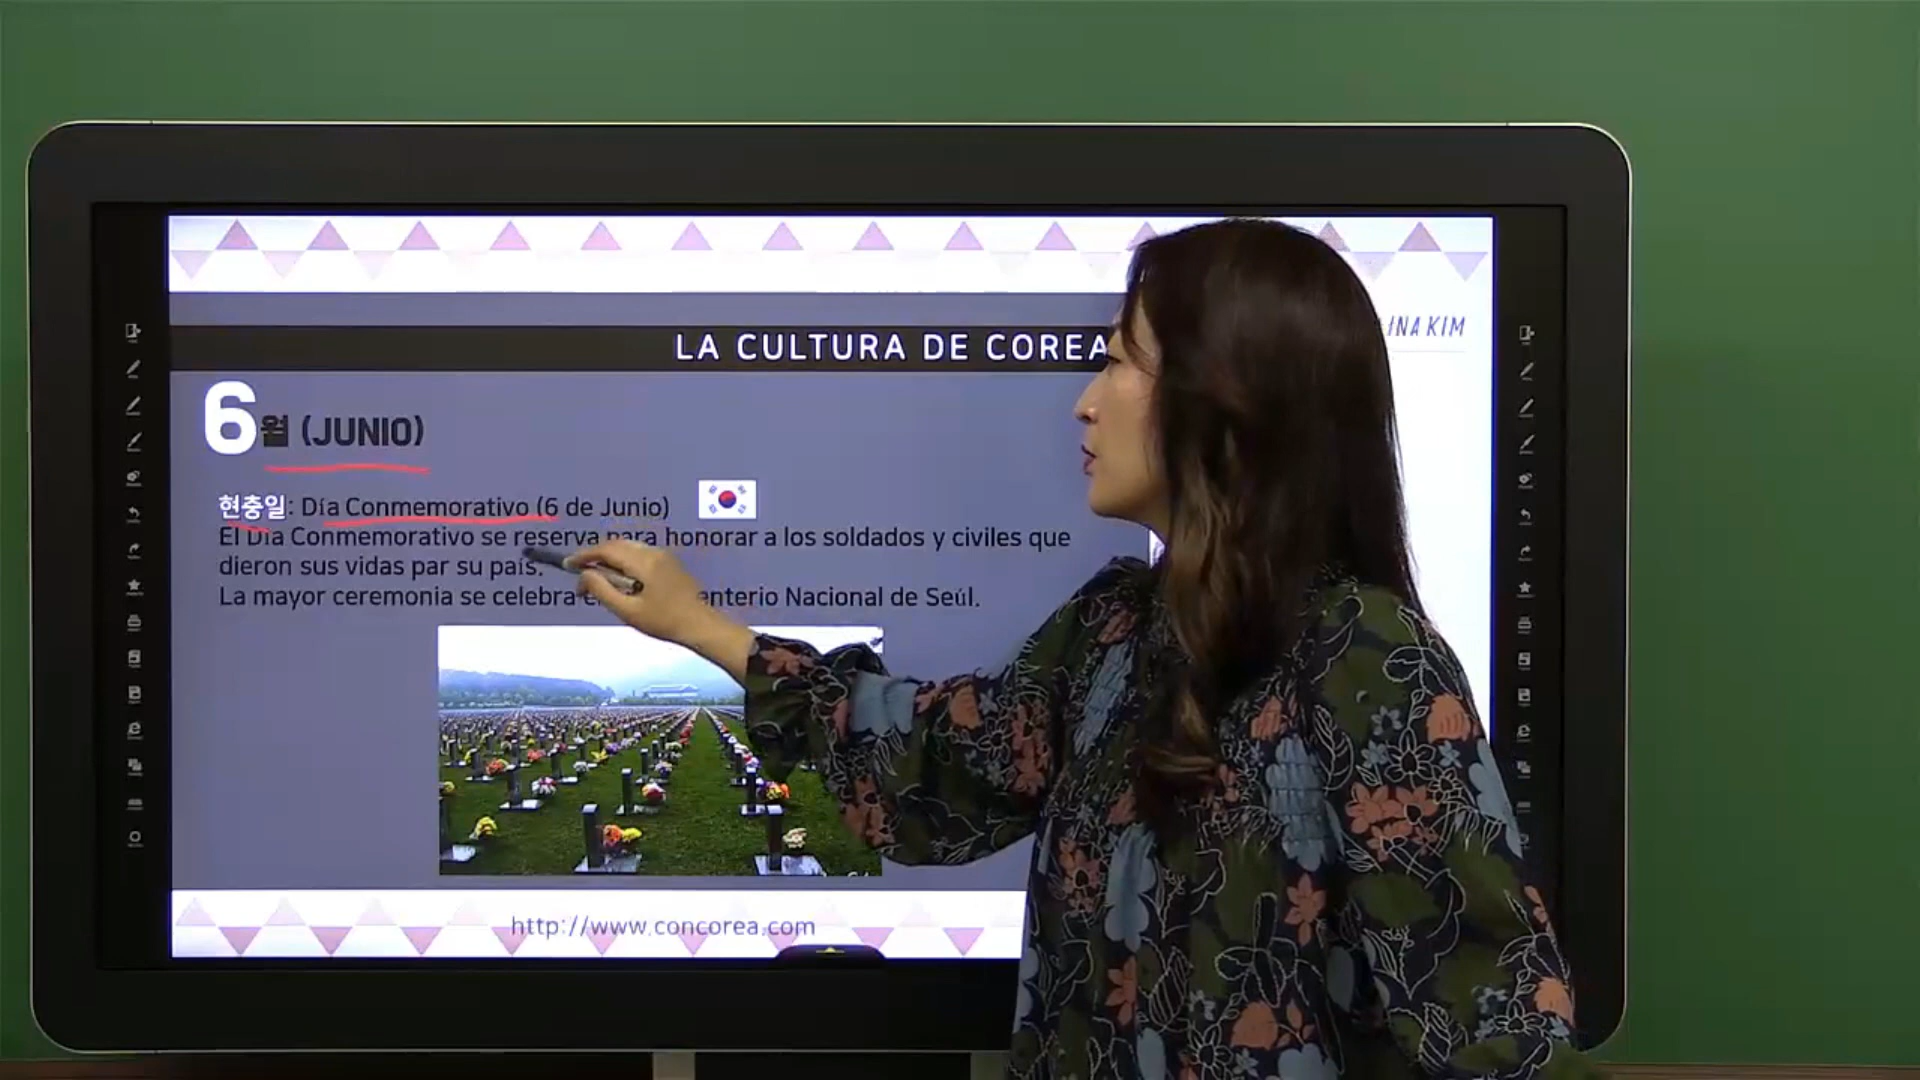 LA CULTURA DE COREA
INA KIM
6월 (JUNIO)
현충일: Día Conmemorativo (6 de Junio)
El Día Conmemorativo se reserva para honorar a los soldados y civiles que
dieron sus vidas par su país.
La mayor ceremonia se celebra enterio Nacional de Seúl.
http://www.concorea.com